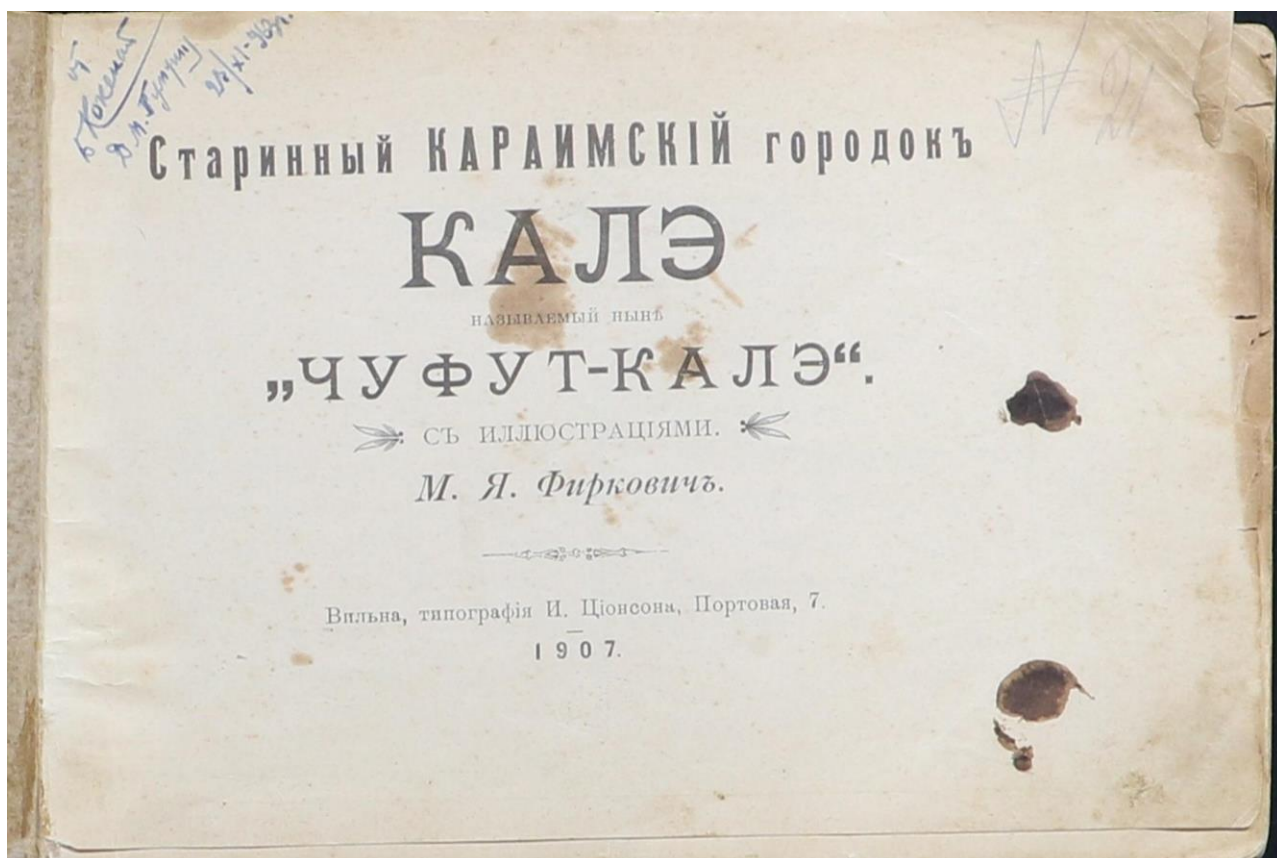 Старинный КАРАИМСКІЙ городокъ
КАЛЭ
НАЗЫВАЕМЫЙ НЫНѢ
„ЧУФУТ-КАЛЭ“.
СЪ ИЛЛЮСТРАЦІЯМИ.
М. Я. Фирковичъ.
Вильна, типографія И. Ціонсона, Портовая, 7.
1907.